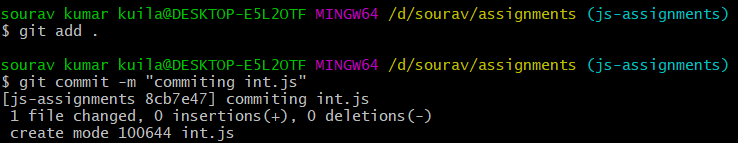 sourav kumar kuila@DESKTOP-E5L2OTF MINGW64 /d/sourav/assignments (js-assignments)
$ git add .
sourav kumar kuila@DESKTOP-E5L2OTF MINGW64 /d/sourav/assignments (js-assignments)
$ git commit -m "commiting int.js"
[js-assignments 8cb7e47] commiting int.js
1 file changed, 0 insertions(+), 0 deletions(-)
create mode 100644 int.js